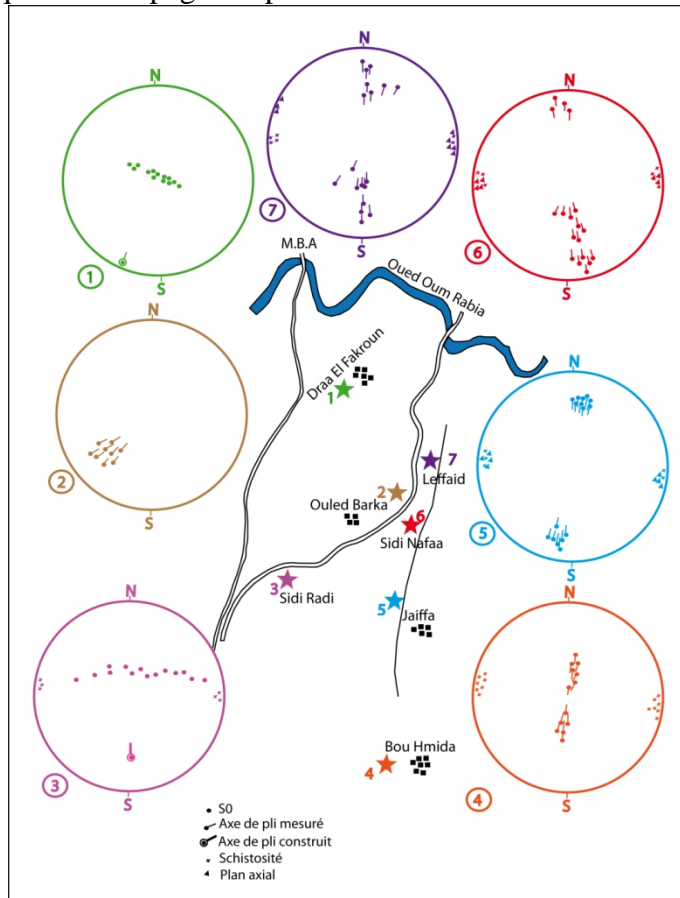 N
N
N
1
S
7
S
6
S
M.B.A
Oued Oum Rabia
Draa El Fakroun
1
N
2
S
N
5
S
7
Leffaid
2
Ouled Barka
6
Sidi Nafaa
3
Sidi Radi
5
Jaiffa
N
3
S
N
4
S
Bou Hmida
4
S0
Axe de pli mesuré
Axe de pli construit
Schistosité
Plan axial